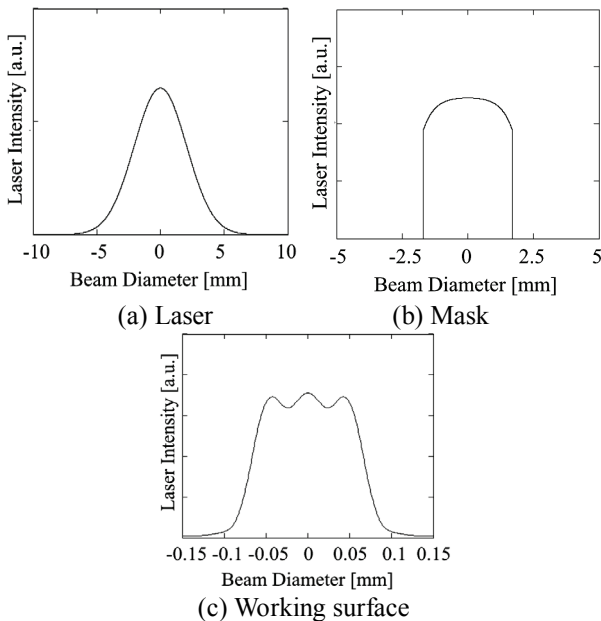 Laser Intensity [a.u.]
-10 -5 0 5 10
Beam Diameter [mm]
(a) Laser
Laser Intensity [a.u.]
-5 -2.5 0 2.5 5
Beam Diameter [mm]
(b) Mask
Laser Intensity [a.u.]
-0.15 -0.1 -0.05 0 0.05 0.1 0.15
Beam Diameter [mm]
(c) Working surface